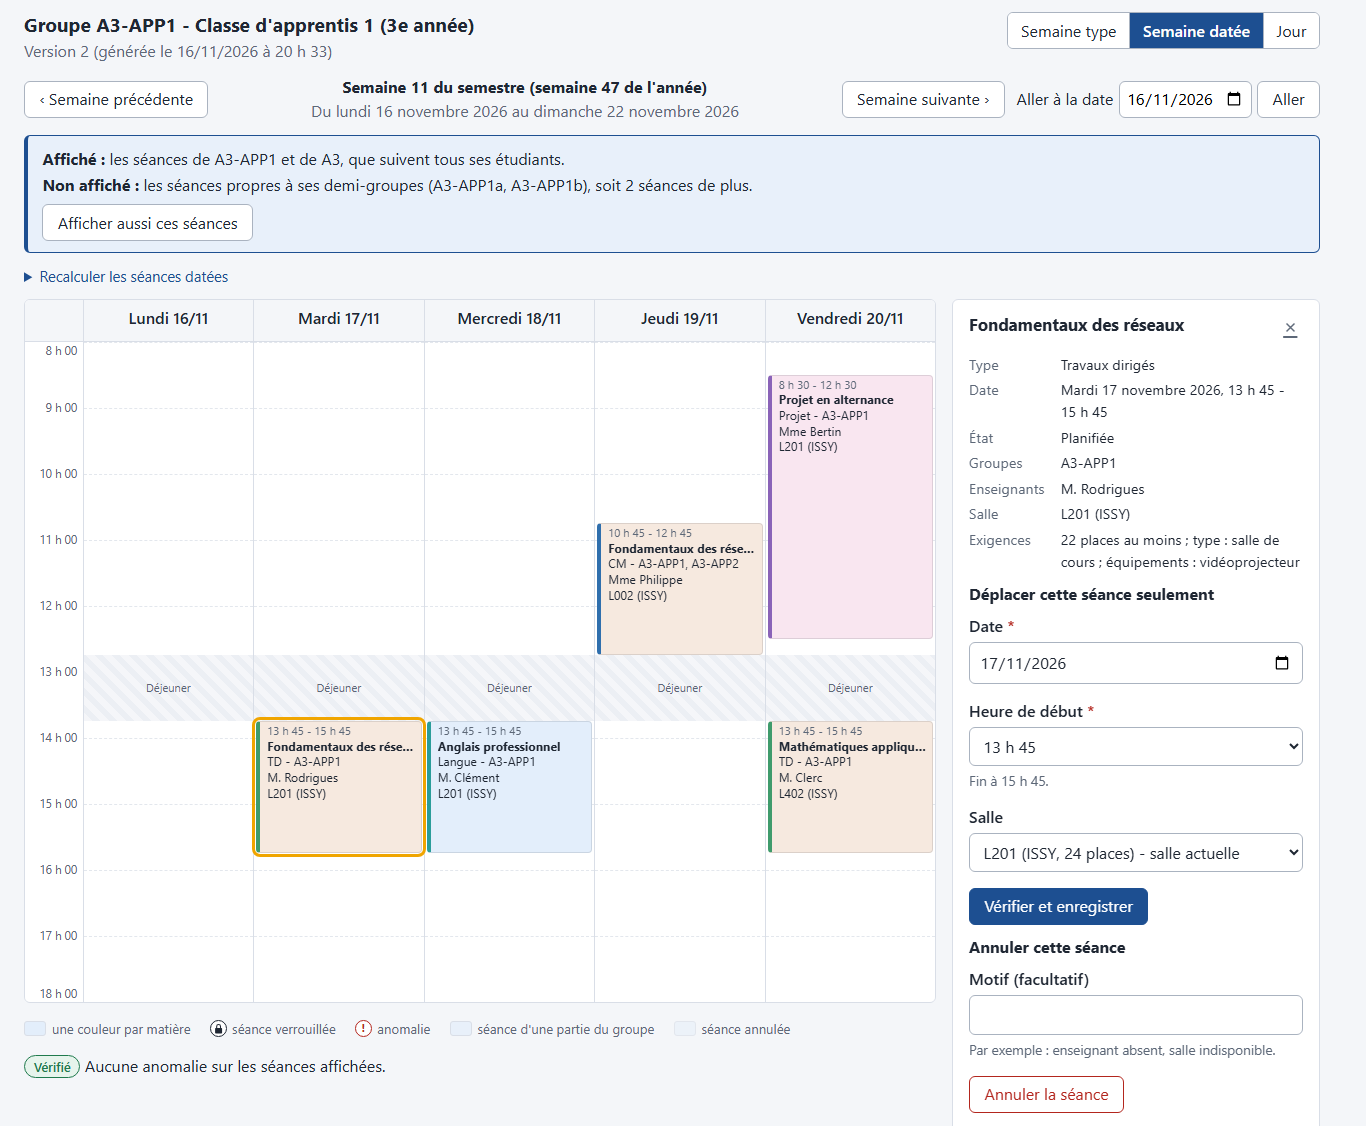 Groupe A3-APP1 - Classe d'apprentis 1 (3e année)
Version 2 (générée le 16/11/2026 à 20 h 33)
Semaine type
Semaine datée
Jour
‹ Semaine précédente
Semaine 11 du semestre (semaine 47 de l'année)
Du lundi 16 novembre 2026 au dimanche 22 novembre 2026
Semaine suivante ›
Aller à la date
16/11/2026
Aller
Affiché : les séances de A3-APP1 et de A3, que suivent tous ses étudiants.
Non affiché : les séances propres à ses demi-groupes (A3-APP1a, A3-APP1b), soit 2 séances de plus.
Afficher aussi ces séances
Recalculer les séances datées
Lundi 16/11
Mardi 17/11
Mercredi 18/11
Jeudi 19/11
Vendredi 20/11
8 h 00
9 h 00
10 h 00
11 h 00
12 h 00
13 h 00
14 h 00
15 h 00
16 h 00
17 h 00
18 h 00
8 h 30 - 12 h 30
Projet en alternance
Projet - A3-APP1
Mme Bertin
L201 (ISSY)
10 h 45 - 12 h 45
Fondamentaux des rése...
CM - A3-APP1, A3-APP2
Mme Philippe
L002 (ISSY)
Déjeuner
Déjeuner
Déjeuner
Déjeuner
Déjeuner
13 h 45 - 15 h 45
Fondamentaux des rése...
TD - A3-APP1
M. Rodrigues
L201 (ISSY)
13 h 45 - 15 h 45
Anglais professionnel
Langue - A3-APP1
M. Clément
L201 (ISSY)
13 h 45 - 15 h 45
Mathématiques appliqu...
TD - A3-APP1
M. Clerc
L402 (ISSY)
une couleur par matière
séance verrouillée
! anomalie
séance d'une partie du groupe
séance annulée
Vérifié Aucune anomalie sur les séances affichées.
Fondamentaux des réseaux
×
Type Travaux dirigés
Date Mardi 17 novembre 2026, 13 h 45 -
15 h 45
État Planifiée
Groupes A3-APP1
Enseignants M. Rodrigues
Salle L201 (ISSY)
Exigences 22 places au moins ; type : salle de
cours ; équipements : vidéoprojecteur
Déplacer cette séance seulement
Date *
17/11/2026
Heure de début *
13 h 45
Fin à 15 h 45.
Salle
L201 (ISSY, 24 places) - salle actuelle
Vérifier et enregistrer
Annuler cette séance
Motif (facultatif)
Par exemple : enseignant absent, salle indisponible.
Annuler la séance